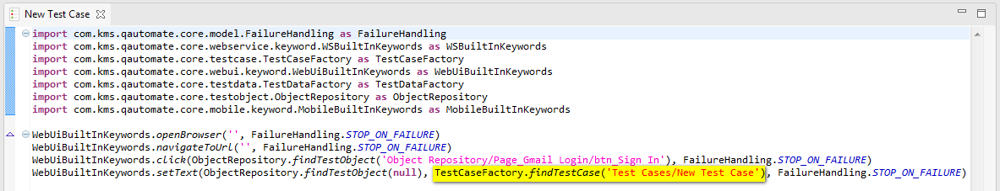 New Test Case
import com.kms.qautomate.core.model.FailureHandling as FailureHandling
import com.kms.qautomate.core.webservice.keyword.WSBuiltInKeywords as WSBuiltInKeywords
import com.kms.qautomate.core.testcase.TestCaseFactory as TestCaseFactory
import com.kms.qautomate.core.webui.keyword.WebUiBuiltInKeywords as WebUiBuiltInKeywords
import com.kms.qautomate.core.testdata.TestDataFactory as TestDataFactory
import com.kms.qautomate.core.testobject.ObjectRepository as ObjectRepository
import com.kms.qautomate.core.mobile.keyword.MobileBuiltInKeywords as MobileBuiltInKeywords
WebUiBuiltInKeywords.openBrowser('', FailureHandling.STOP_ON_FAILURE)
WebUiBuiltInKeywords.navigateToUrl('', FailureHandling.STOP_ON_FAILURE)
WebUiBuiltInKeywords.click(ObjectRepository.findTestObject('Object Repository/Page_Gmail Login/btn_Sign In'), FailureHandling.STOP_ON_FAILURE)
WebUiBuiltInKeywords.setText(ObjectRepository.findTestObject(null), TestCaseFactory.findTestCase('Test Cases/New Test Case'), FailureHandling.STOP_ON_FAILURE)